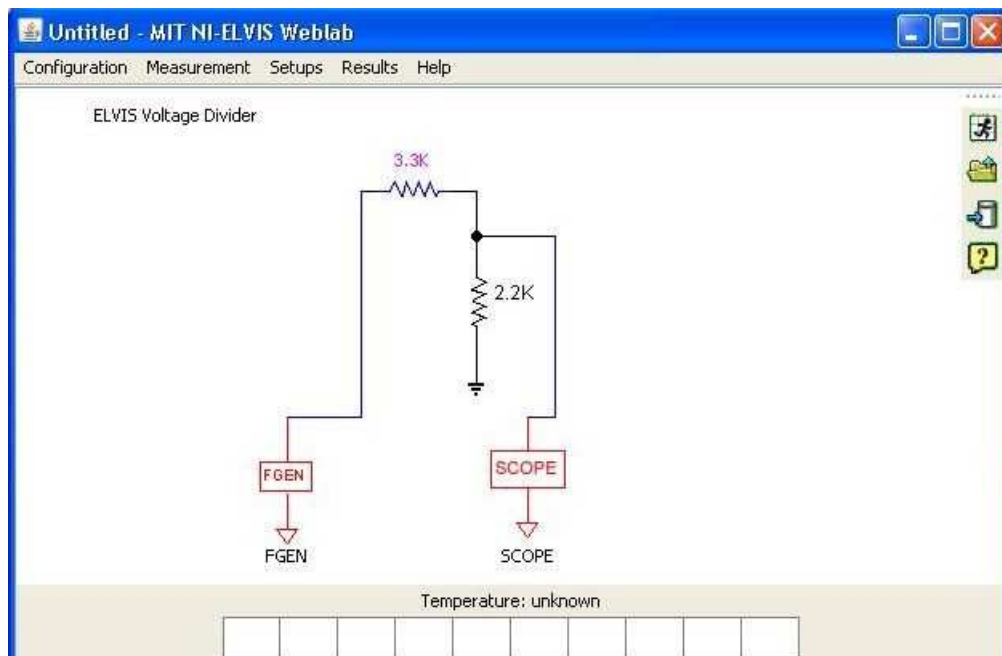 Untitled - MIT NI-ELVIS Weblab
Configuration Measurement Setups Results Help
ELVIS Voltage Divider
3.3K
2.2K
FGEN
SCOPE
FGEN
SCOPE
Temperature: unknown